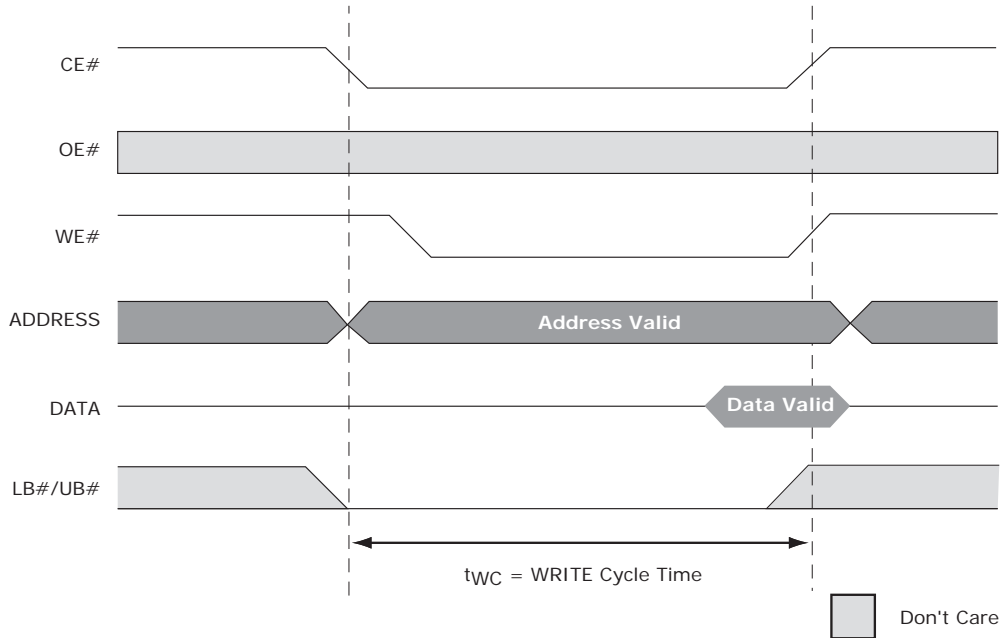 CE#
OE#
WE#
ADDRESS
Address Valid
DATA
Data Valid
LB#/UB#
tWC = WRITE Cycle Time
Don't Care